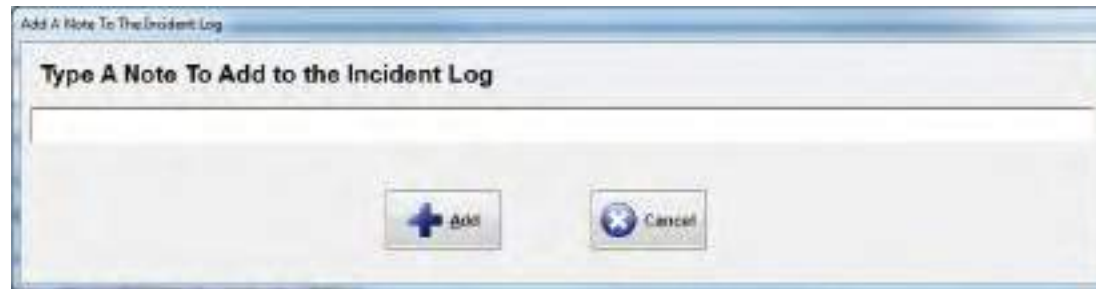 Add A Note To The Incident Log
Type A Note To Add to the Incident Log
Add
Cancel